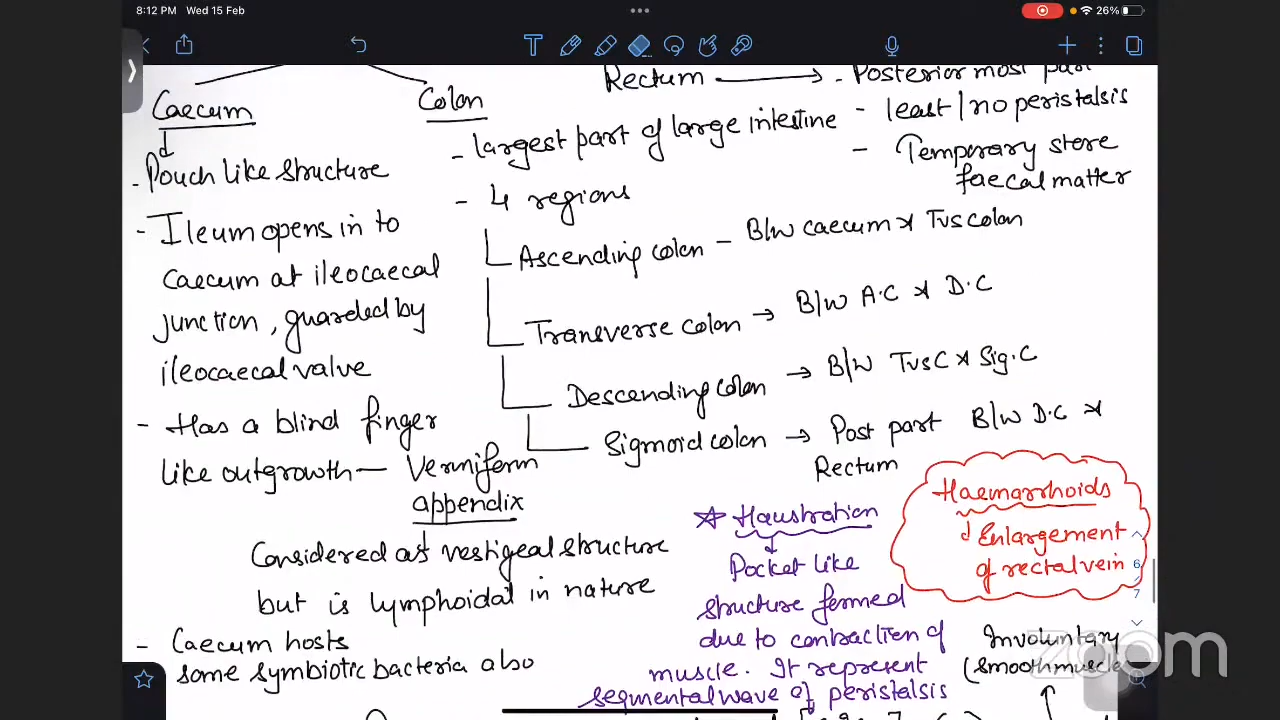 8:12 PM Wed 15 Feb
26%
Rectum → - Posterior most part
Caecum
Colon
- least/no peristalsis
- largest part of large intestine
- Temporary store
faecal matter
- Pouch like structure
- 4 regions
- Ileum opens in to
caecum at ileocaecal
junction, guarded by
ileocaecal valve
Ascending colon - B/W caecum & Tvs colon
Transverse colon → B/W A.C & D.C
Descending colon → B/W Tvs C & Sig.C
Sigmoid colon → Post part B/W D.C &
Rectum
- Has a blind finger
like outgrowth — Vermiform
appendix
Considered as vestigeal structure
but is lymphoidal in nature
- Caecum hosts
some symbiotic bacteria also
☆ Haustration
Pocket like
structure formed
due to contraction of
muscle. It represent
segmental wave of peristalsis
Haemarrhoids
Enlargement
of rectal vein
6
7
Involuntary
(smooth muscle
zoom